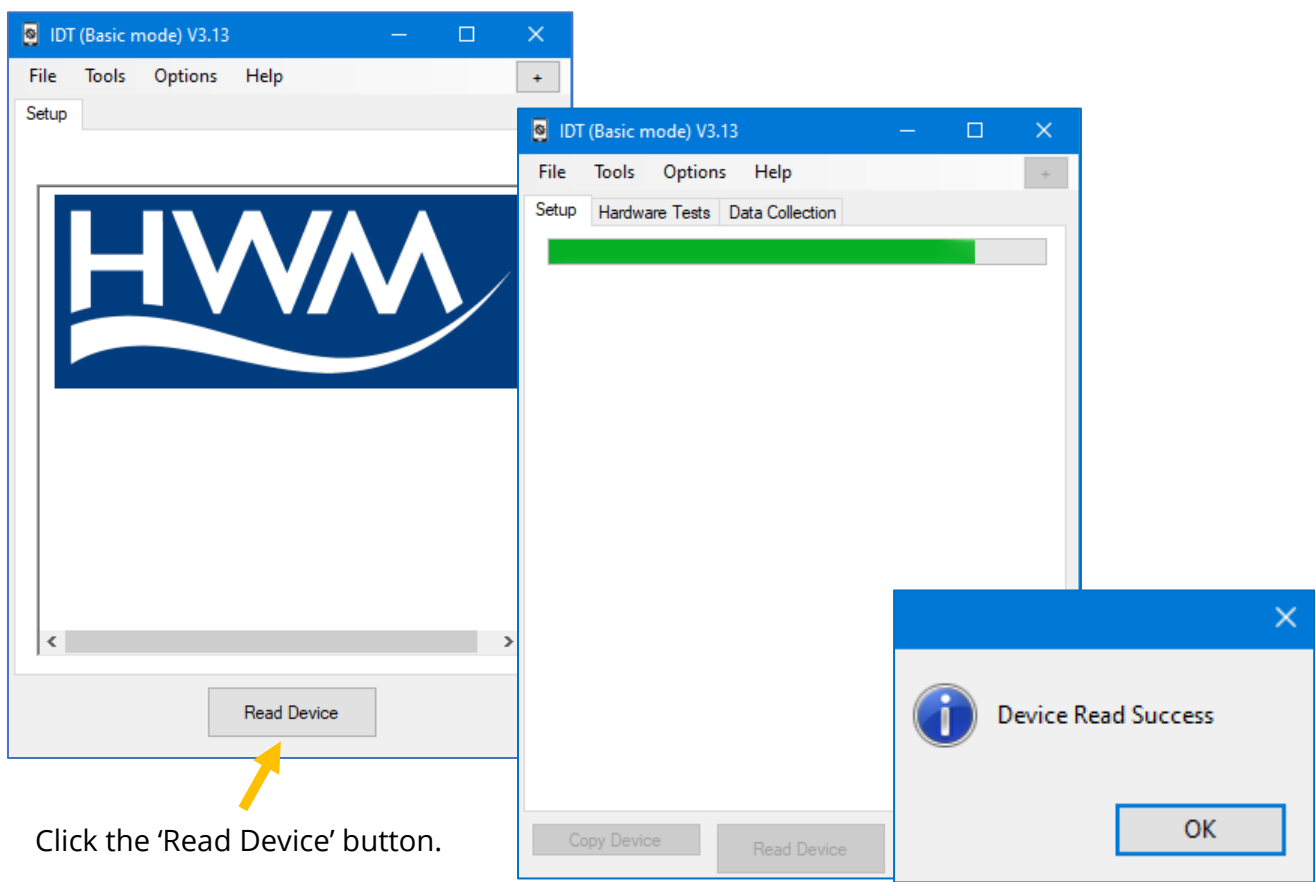 IDT (Basic mode) V3.13
File Tools Options Help +
Setup
HWM
Read Device
Click the ‘Read Device’ button.
IDT (Basic mode) V3.13
File Tools Options Help +
Setup Hardware Tests Data Collection
Copy Device Read Device
Device Read Success
OK